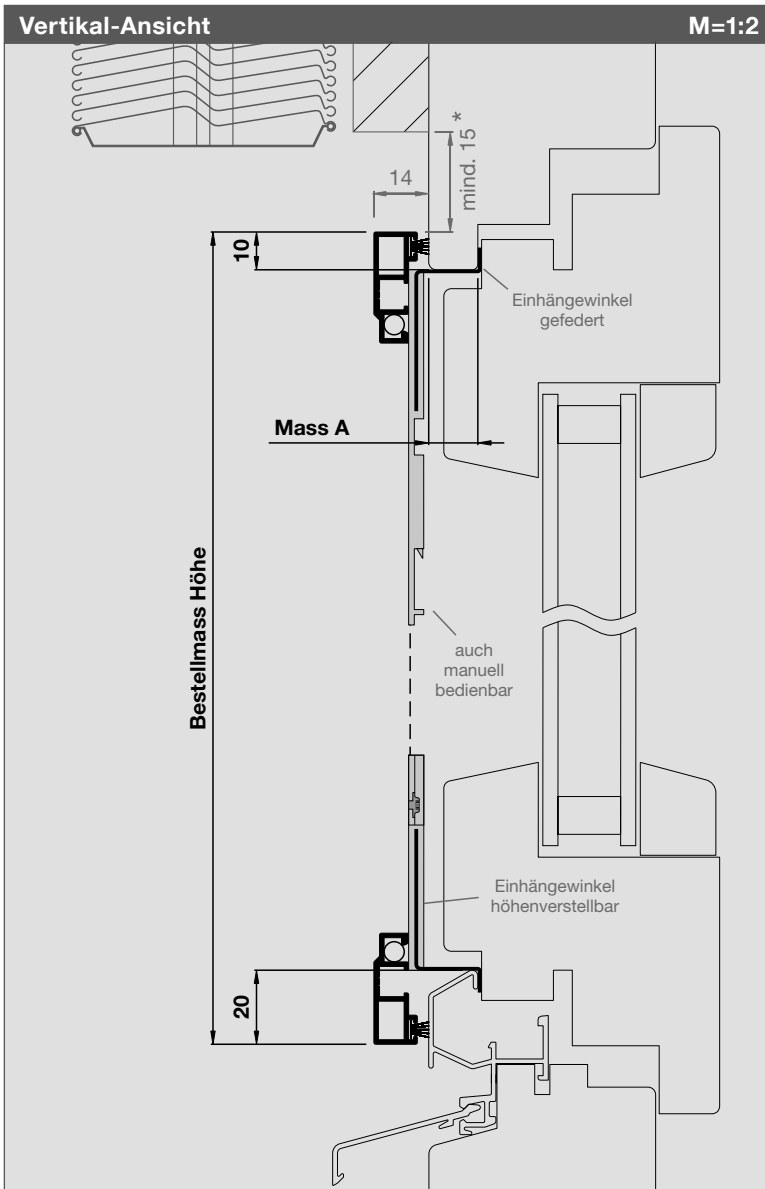 Vertikal-Ansicht M=1:2
14
mind. 15 *
10
Einhängewinkel
gefedert
Mass A
Bestellmass Höhe
auch
manuell
bedienbar
Einhängewinkel
höhenverstellbar
20